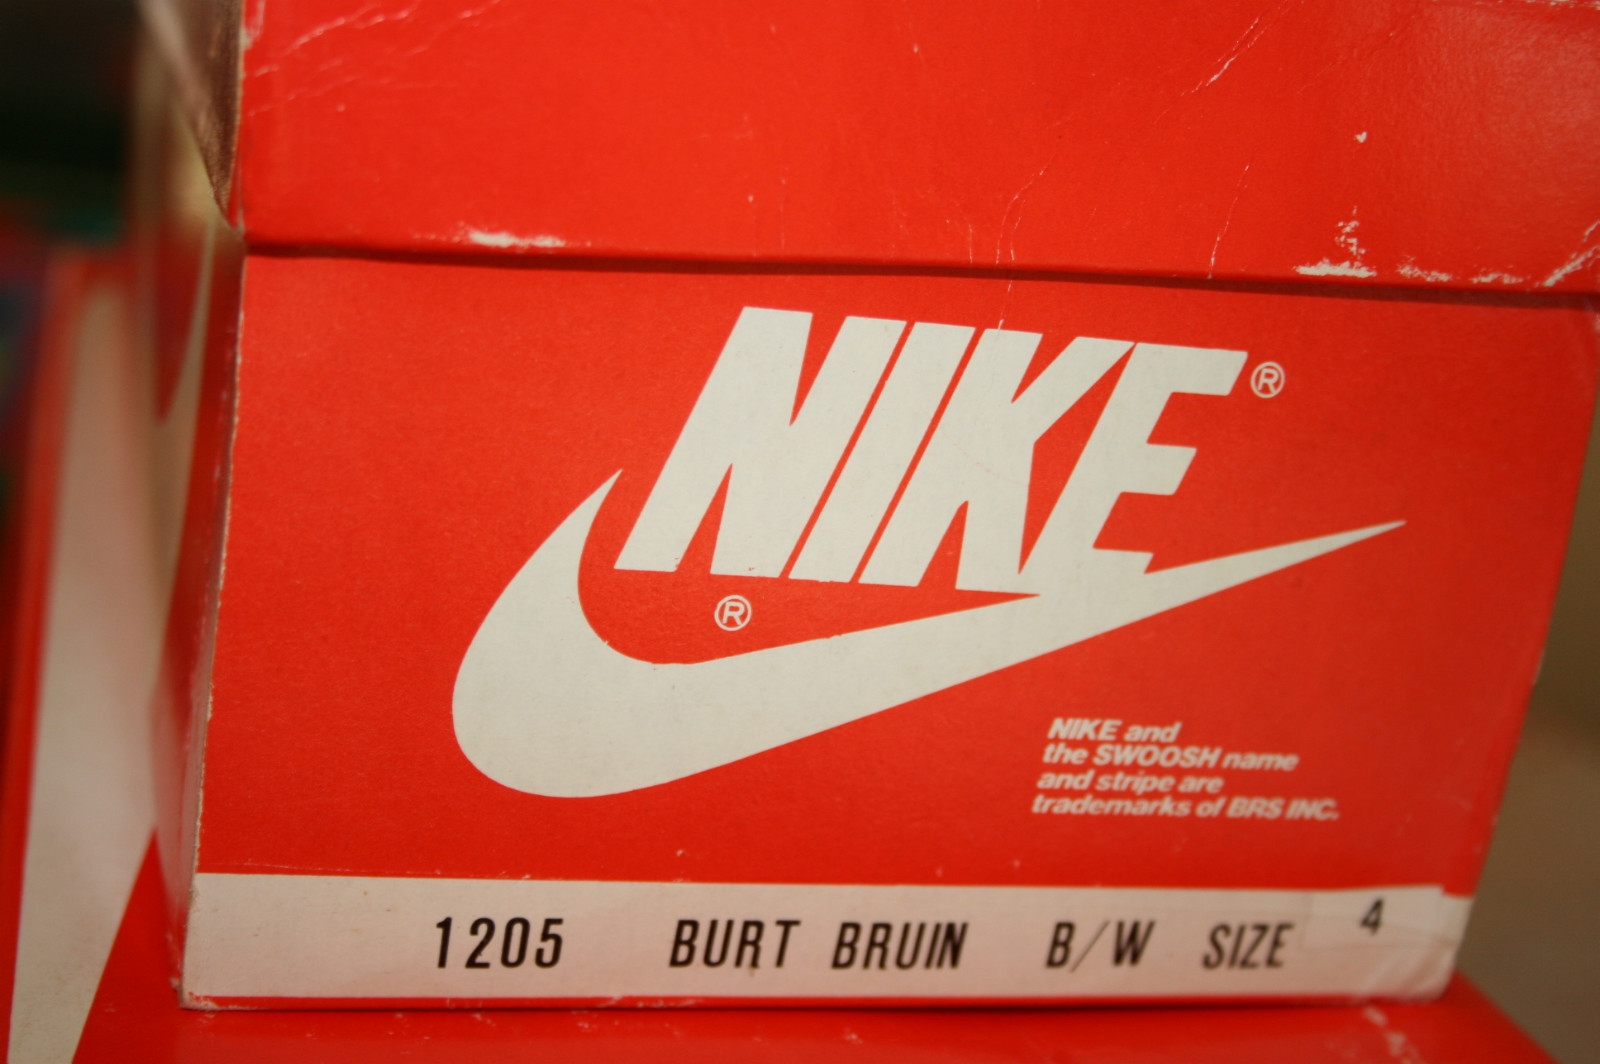 NIKE®
®
NIKE and
the SWOOSH name
and stripe are
trademarks of BRS INC.
1205 BURT BRUIN B/W SIZE 4